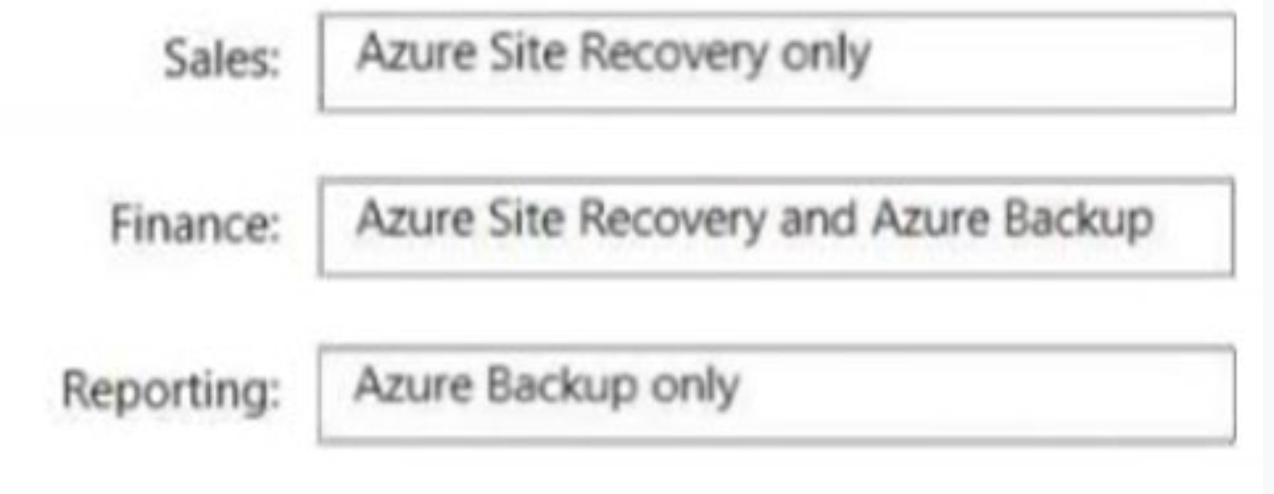 Sales: Azure Site Recovery only
Finance: Azure Site Recovery and Azure Backup
Reporting: Azure Backup only